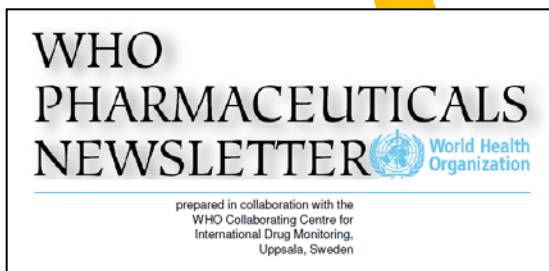 WHO
PHARMACEUTICALS
NEWSLETTER
World Health
Organization
prepared in collaboration with the
WHO Collaborating Centre for
International Drug Monitoring,
Uppsala, Sweden